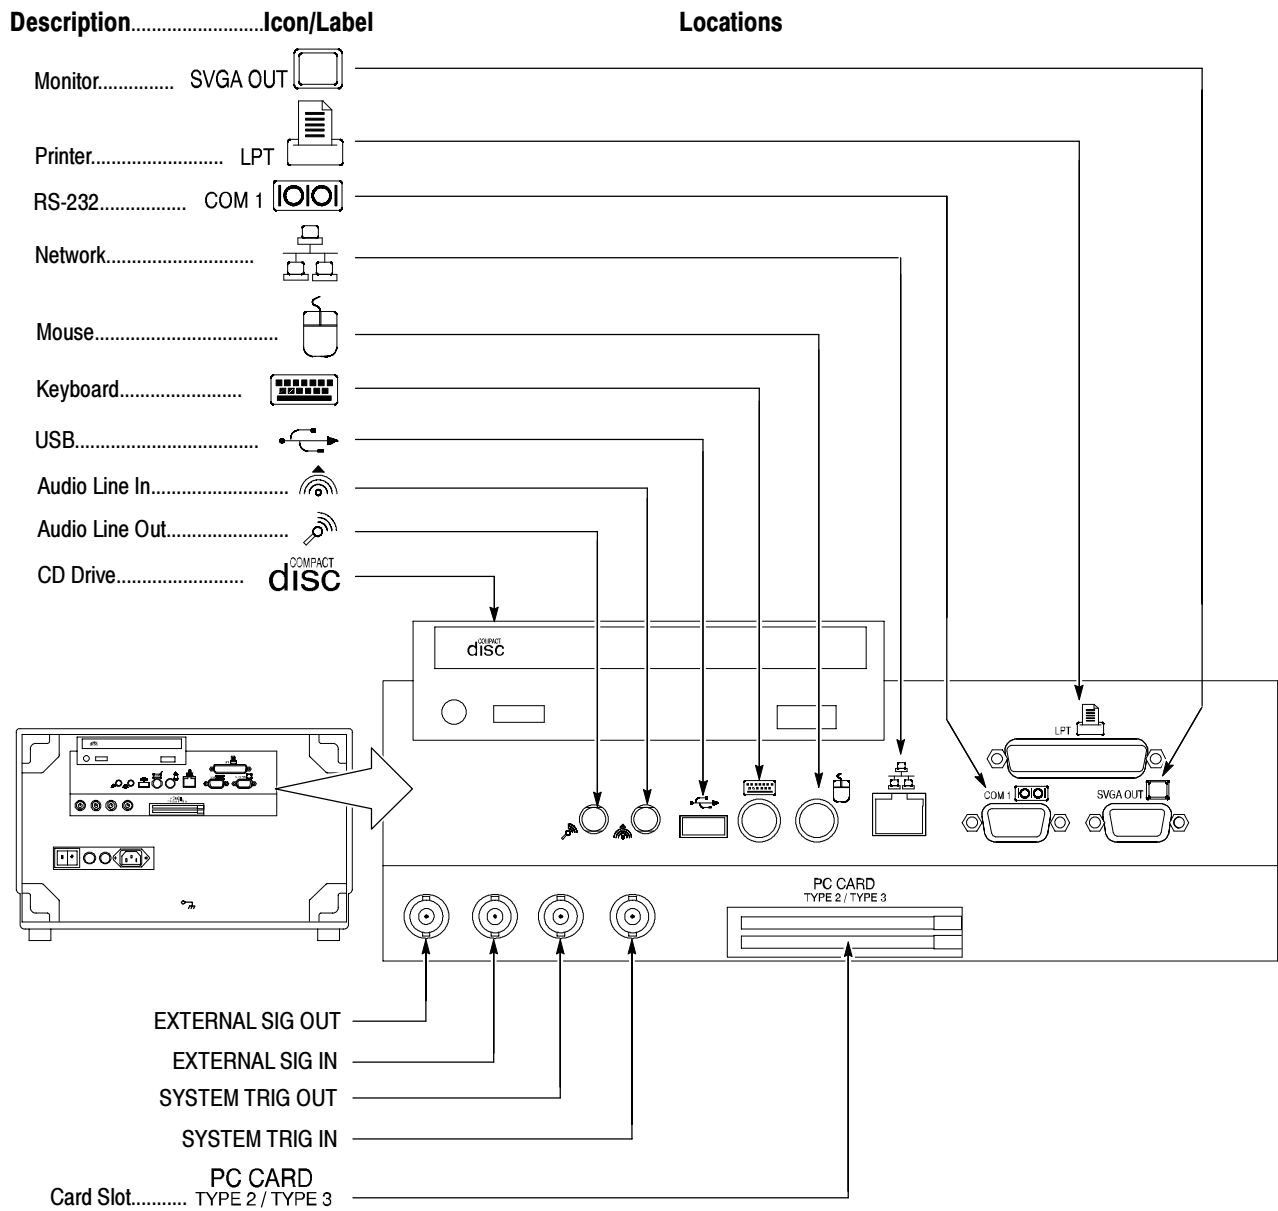 Description..........................Icon/Label
Locations
Monitor............... SVGA OUT
Printer.......................... LPT
RS-232................. COM 1
Network.............................
Mouse....................................
Keyboard........................
USB....................................
Audio Line In...........................
Audio Line Out........................
CD Drive......................... COMPACT disc
COMPACT
disc
LPT
COM 1
SVGA OUT
PC CARD
TYPE 2 / TYPE 3
EXTERNAL SIG OUT
EXTERNAL SIG IN
SYSTEM TRIG OUT
SYSTEM TRIG IN
PC CARD
Card Slot........... TYPE 2 / TYPE 3